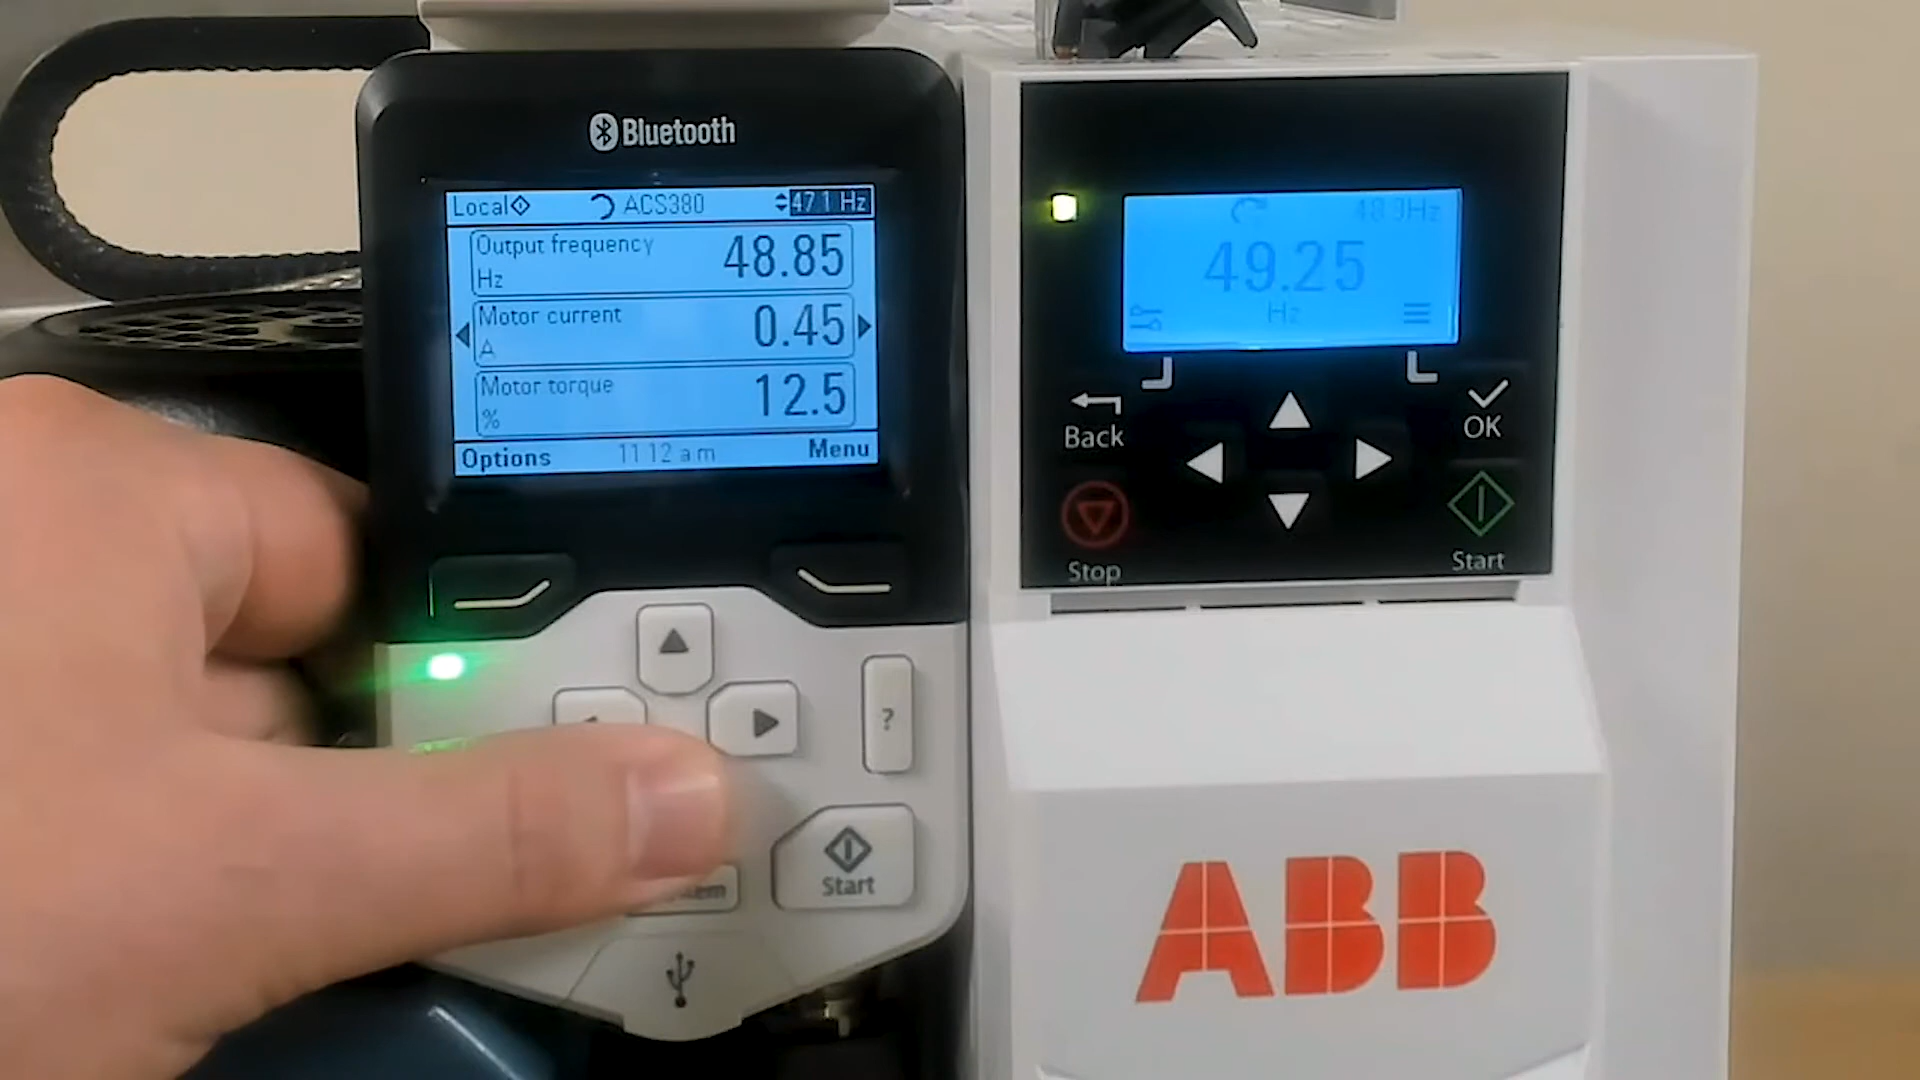 Bluetooth
Local ACS380 47.1 Hz
Output frequency 48.85
Hz
Motor current 0.45
A
Motor torque 12.5
%
Options 11 12 a m Menu
?
Start
48.9Hz
49.25
Hz
Back
OK
Stop
Start
ABB